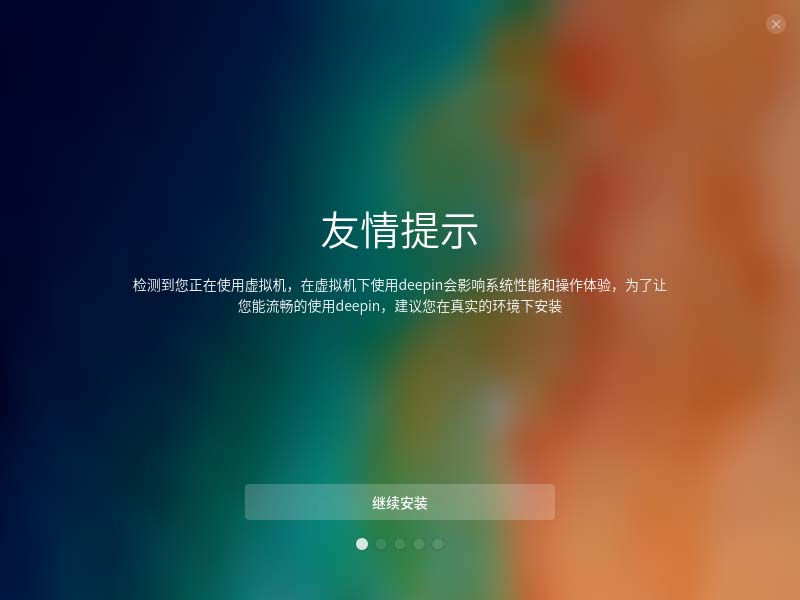 友情提示
检测到您正在使用虚拟机，在虚拟机下使用deepin会影响系统性能和操作体验，为了让
您能流畅的使用deepin，建议您在真实的环境下安装
继续安装